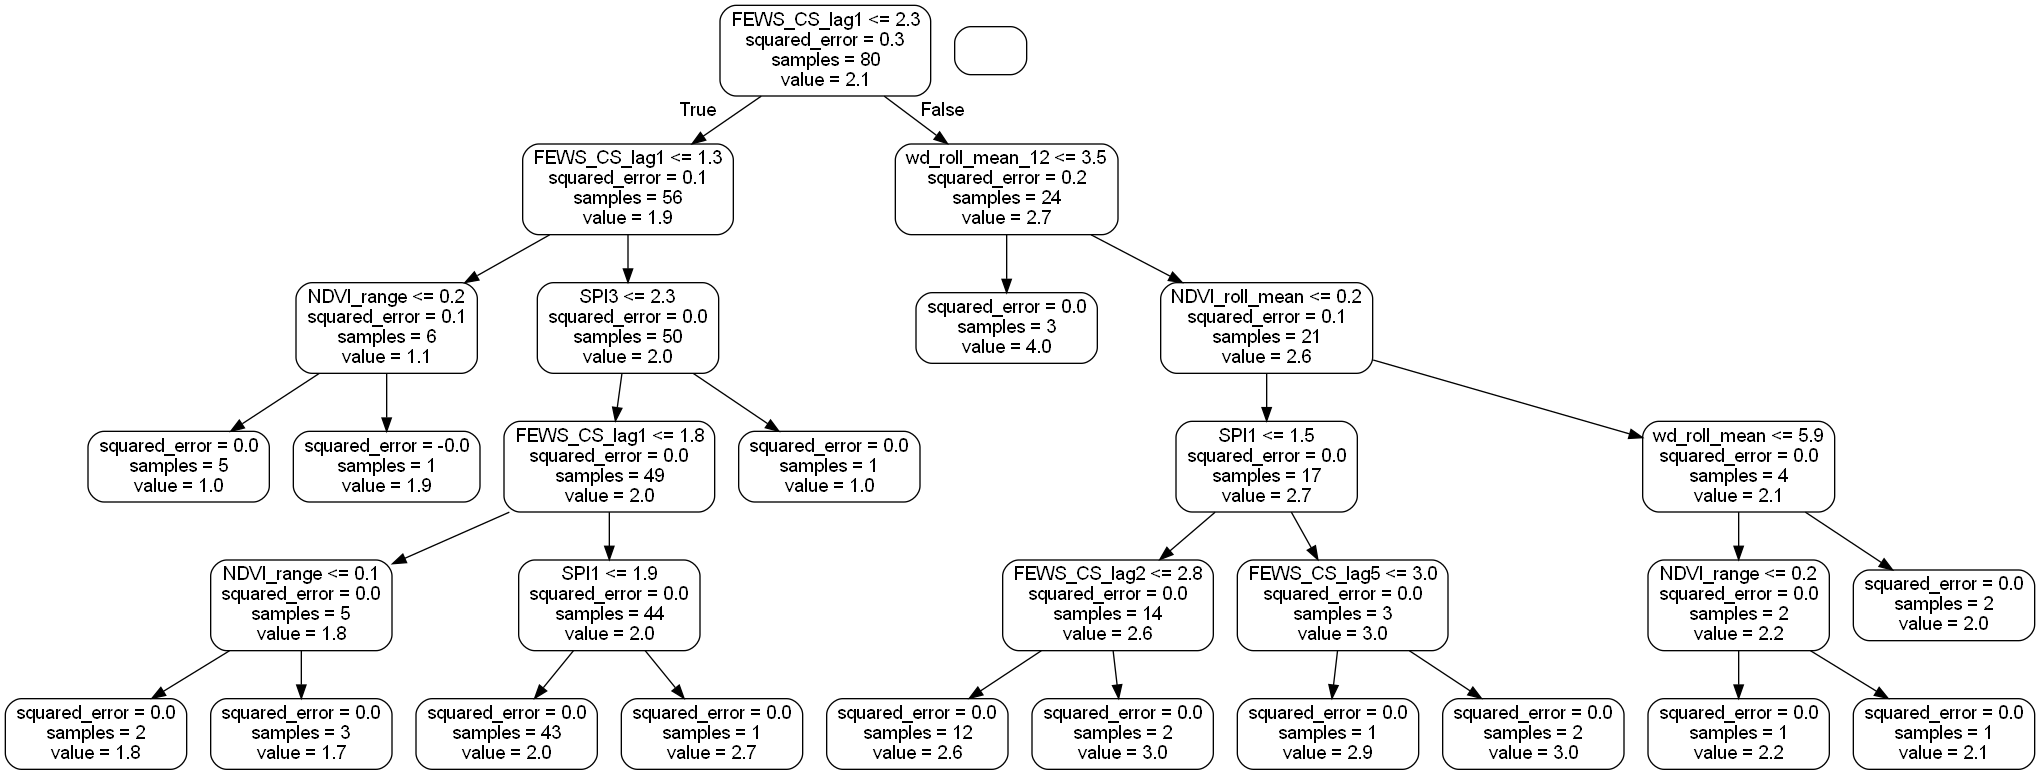 FEWS_CS_lag1 <= 2.3
squared_error = 0.3
samples = 80
value = 2.1
True
False
FEWS_CS_lag1 <= 1.3
squared_error = 0.1
samples = 56
value = 1.9
wd_roll_mean_12 <= 3.5
squared_error = 0.2
samples = 24
value = 2.7
NDVI_range <= 0.2
squared_error = 0.1
samples = 6
value = 1.1
SPI3 <= 2.3
squared_error = 0.0
samples = 50
value = 2.0
squared_error = 0.0
samples = 3
value = 4.0
NDVI_roll_mean <= 0.2
squared_error = 0.1
samples = 21
value = 2.6
squared_error = 0.0
samples = 5
value = 1.0
squared_error = -0.0
samples = 1
value = 1.9
FEWS_CS_lag1 <= 1.8
squared_error = 0.0
samples = 49
value = 2.0
squared_error = 0.0
samples = 1
value = 1.0
SPI1 <= 1.5
squared_error = 0.0
samples = 17
value = 2.7
wd_roll_mean <= 5.9
squared_error = 0.0
samples = 4
value = 2.1
NDVI_range <= 0.1
squared_error = 0.0
samples = 5
value = 1.8
SPI1 <= 1.9
squared_error = 0.0
samples = 44
value = 2.0
FEWS_CS_lag2 <= 2.8
squared_error = 0.0
samples = 14
value = 2.6
FEWS_CS_lag5 <= 3.0
squared_error = 0.0
samples = 3
value = 3.0
NDVI_range <= 0.2
squared_error = 0.0
samples = 2
value = 2.2
squared_error = 0.0
samples = 2
value = 2.0
squared_error = 0.0
samples = 2
value = 1.8
squared_error = 0.0
samples = 3
value = 1.7
squared_error = 0.0
samples = 43
value = 2.0
squared_error = 0.0
samples = 1
value = 2.7
squared_error = 0.0
samples = 12
value = 2.6
squared_error = 0.0
samples = 2
value = 3.0
squared_error = 0.0
samples = 1
value = 2.9
squared_error = 0.0
samples = 2
value = 3.0
squared_error = 0.0
samples = 1
value = 2.2
squared_error = 0.0
samples = 1
value = 2.1